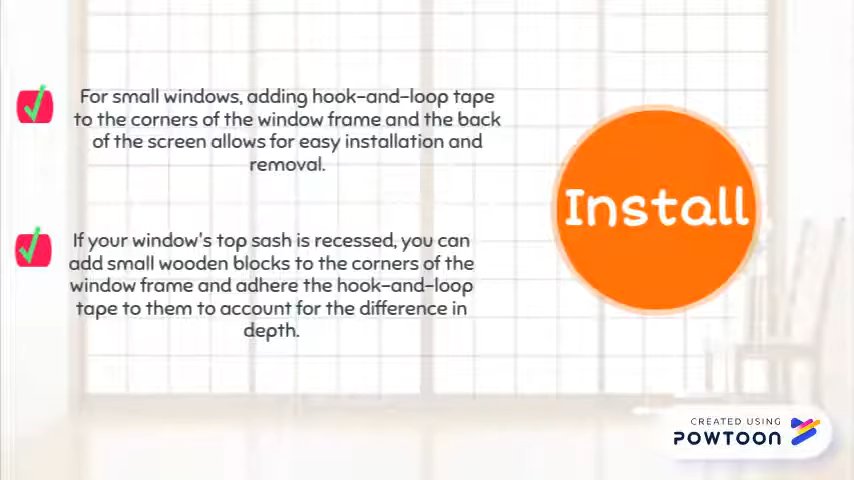 For small windows, adding hook-and-loop tape
to the corners of the window frame and the back
of the screen allows for easy installation and
removal.
If your window's top sash is recessed, you can
add small wooden blocks to the corners of the
window frame and adhere the hook-and-loop
tape to them to account for the difference in
depth.
Install
CREATED USING
POWTOON